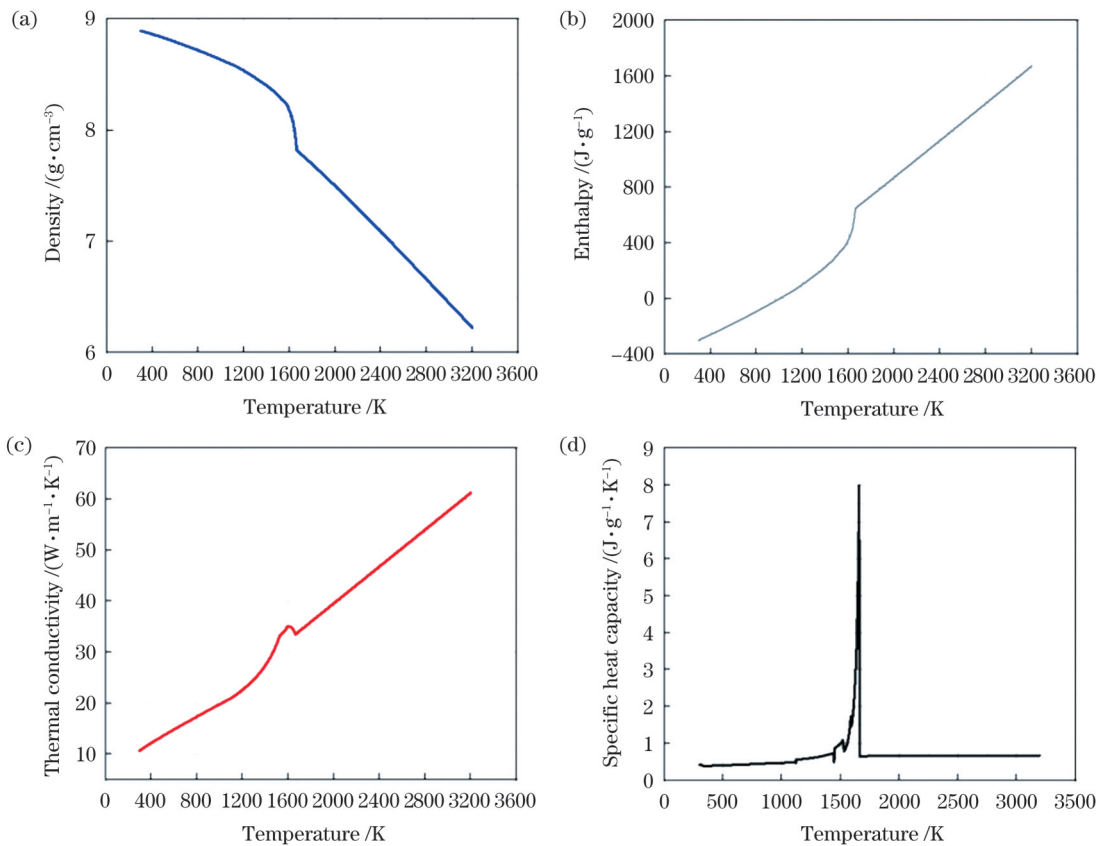 (a)
9
8
7
6
Density /(g·cm⁻³)
0 400 800 1200 1600 2000 2400 2800 3200 3600
Temperature /K
(b)
2000
1600
1200
800
400
0
−400
Enthalpy /(J·g⁻¹)
0 400 800 1200 1600 2000 2400 2800 3200 3600
Temperature /K
(c)
70
60
50
40
30
20
10
Thermal conductivity /(W·m⁻¹·K⁻¹)
0 400 800 1200 1600 2000 2400 2800 3200 3600
Temperature /K
(d)
9
8
7
6
5
4
3
2
1
0
Specific heat capacity /(J·g⁻¹·K⁻¹)
0 500 1000 1500 2000 2500 3000 3500
Temperature /K